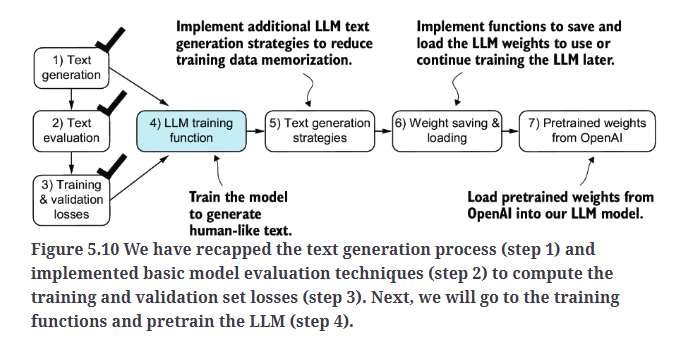 Implement additional LLM text
generation strategies to reduce
training data memorization.
Implement functions to save and
load the LLM weights to use or
continue training the LLM later.
1) Text
generation
2) Text
evaluation
3) Training
& validation
losses
4) LLM training
function
5) Text generation
strategies
6) Weight saving &
loading
7) Pretrained weights
from OpenAI
Train the model
to generate
human-like text.
Load pretrained weights from
OpenAI into our LLM model.
Figure 5.10 We have recapped the text generation process (step 1) and
implemented basic model evaluation techniques (step 2) to compute the
training and validation set losses (step 3). Next, we will go to the training
functions and pretrain the LLM (step 4).